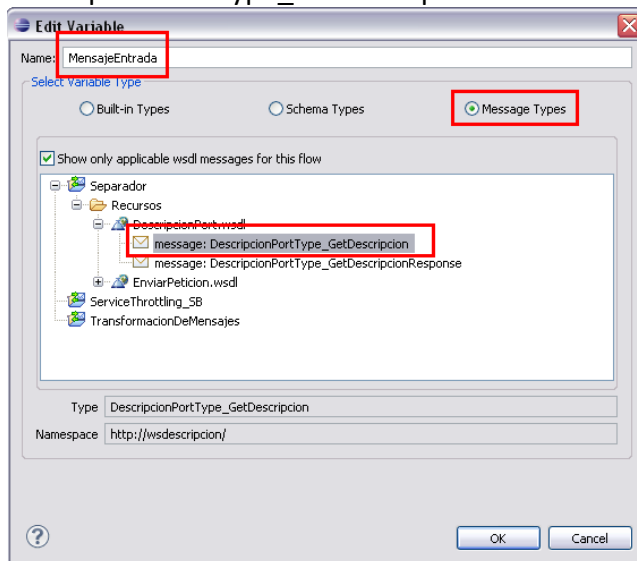 Edit Variable
Name: MensajeEntrada
Select Variable Type
Built-in Types Schema Types Message Types
Show only applicable wsdl messages for this flow
Separador
Recursos
DescripcionPort.wsdl
message: DescripcionPortType_GetDescripcion
message: DescripcionPortType_GetDescripcionResponse
EnviarPeticion.wsdl
ServiceThrottling_SB
TransformacionDeMensajes
Type DescripcionPortType_GetDescripcion
Namespace http://wsdescripcion/
OK Cancel